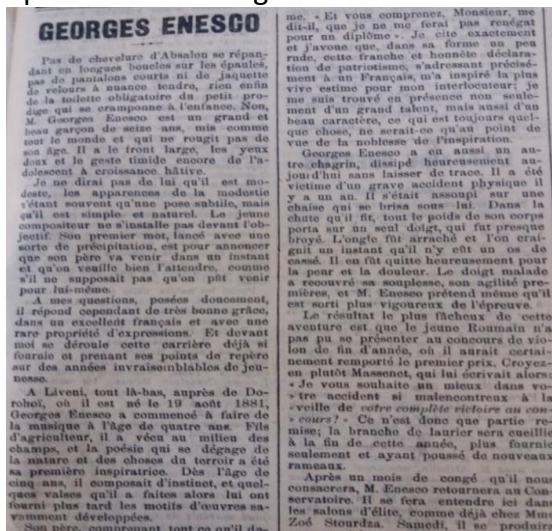 GEORGES ENESCO
Pas de chevelure d'Absalon se répan-
dant en longues boucles sur les épaules,
pas de pantalons courts ni de jaquette
de velours à nuance tendre, rien enfin
de la toilette obligatoire du petit pro-
dige qui se cramponne à l'enfance. Non,
M. Georges Enesco est un grand et
beau garçon de seize ans, mis comme
tout le monde et qui ne rougit pas de
son âge. Il a le front large, les yeux
doux et le geste timide encore de l'a-
dolescent à croissance hâtive.
Je ne dirai pas de lui qu'il est mo-
deste, les apparences de la modestie
n'étant souvent qu'une pose subtile, mais
qu'il est simple et naturel. Le jeune
compositeur ne s'installe pas devant l'ob-
jectif. Son premier mot, lancé avec une
sorte de précipitation, est pour annoncer
que son père va venir dans un instant
et qu'on veuille bien l'attendre, comme
s'il ne supposait pas qu'on pût venir
pour lui-même.
A mes questions, posées doucement,
il répond cependant de très bonne grâce,
dans un excellent français et avec une
rare propriété d'expressions. Et devant
moi se déroule cette carrière déjà si
fournie et prenant ses points de repère
sur des années invraisemblables de jeu-
nesse.
A Liveni, tout là-bas, auprès de Do-
rohoï, où il est né le 19 août 1881,
Georges Enesco a commencé à faire de
la musique à l'âge de quatre ans. Fils
d'agriculteur, il a vécu au milieu des
champs, et la poésie qui se dégage de
la nature et des choses du terroir a été
sa première inspiratrice. Dès l'âge de
cinq ans, il composait d'instinct, et quel-
ques valses qu'il a faites alors lui ont
fourni plus tard les motifs d'œuvres sa-
vamment développées.
Son père, comprenant tout ce qu'il de-
me. « Et vous comprenez, Monsieur, me
dit-il, que je ne me ferai pas renégat
pour un diplôme ». Je cite exactement
et j'avoue que, dans sa forme un peu
rude, cette franche et honnête déclara-
tion de patriotisme, s'adressant précisé-
ment à un Français, m'a inspiré la plus
vive estime pour mon interlocuteur; je
me suis trouvé en présence non seule-
ment d'un grand talent, mais aussi d'un
beau caractère, ce qui est toujours quel-
que chose, ne serait-ce qu'au point de
vue de la noblesse de l'inspiration.
Georges Enesco a eu aussi un au-
tre chagrin, dissipé heureusement au-
jourd'hui sans laisser de trace. Il a été
victime d'un grave accident physique il
y a un an. Il s'était assoupi sur une
chaise qui se brisa sous lui. Dans la
chute qu'il fit, tout le poids de son corps
porta sur un seul doigt, qui fut presque
broyé. L'ongle fut arraché et l'on crai-
gnit un instant qu'il n'y eût un os de
cassé. Il en fût quitte heureusement pour
la peur et la douleur. Le doigt malade
a recouvré sa souplesse, son agilité pre-
mières, et M. Enesco prétend même qu'il
est sorti plus vigoureux de l'épreuve.
Le résultat le plus fâcheux de cette
aventure est que le jeune Roumain n'a
pas pu se présenter au concours de vio-
lon de fin d'année, où il aurait certai-
nement remporté le premier prix. Croyez-
en plutôt Massenet, qui lui écrivait alors:
« Je vous souhaite un mieux dans vo-
» tre accident si malencontreux à la
» veille de votre complète victoire au con-
» cours! » Ce n'est donc que partie re-
mise; la branche de laurier sera cueillie
à la fin de cette année, plus fournie
seulement et ayant poussé de nouveaux
rameaux.
Après un mois de congé qu'il nous
consacrera, M. Enesco retournera au Con-
servatoire. Il se fera entendre ici dans
les salons d'élite, comme déjà chez Mme
Zoé Stourdza. Samedi, il se produi-